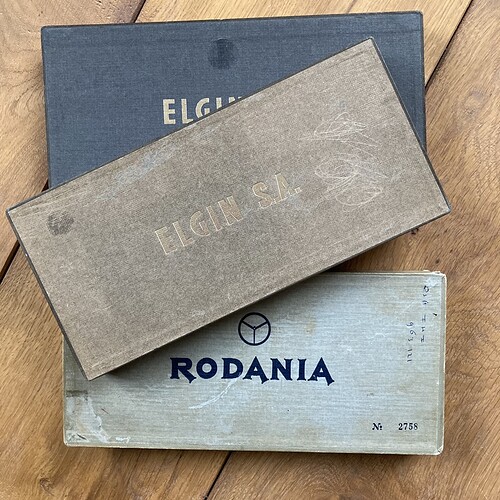 ELGIN
ELGIN S.A.
RODANIA
№ 2758